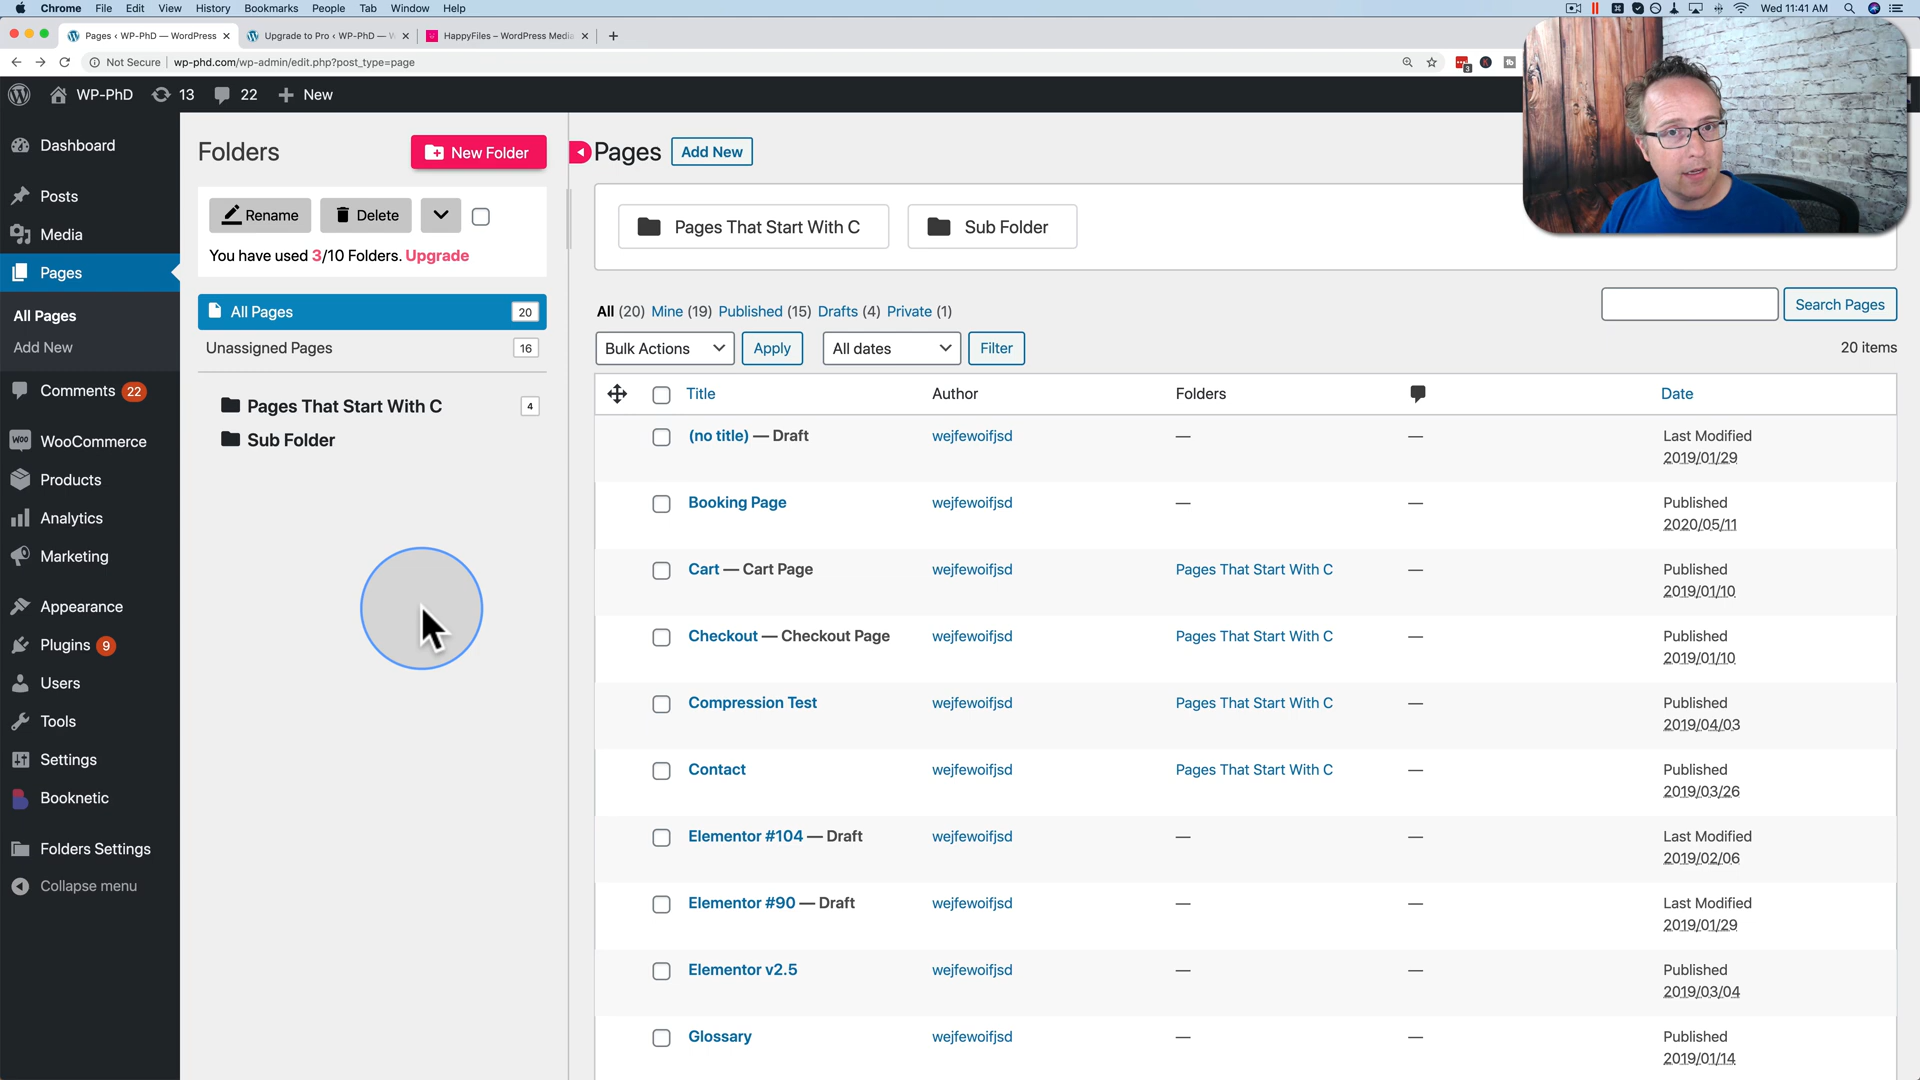 Chrome File Edit View History Bookmarks People Tab Window Help Wed 11:41 AM
Pages ‹ WP-PhD — WordPress Upgrade to Pro ‹ WP-PhD — W HappyFiles – WordPress Media
Not Secure wp-phd.com/wp-admin/edit.php?post_type=page
WP-PhD 13 22 New
Dashboard
Posts
Media
Pages
All Pages
Add New
Comments 22
WooCommerce
Products
Analytics
Marketing
Appearance
Plugins 9
Users
Tools
Settings
Booknetic
Folders Settings
Collapse menu
Folders New Folder
Rename Delete
You have used 3/10 Folders. Upgrade
All Pages 20
Unassigned Pages 16
Pages That Start With C 4
Sub Folder
Pages Add New
Pages That Start With C Sub Folder
All (20) Mine (19) Published (15) Drafts (4) Private (1)
Search Pages
Bulk Actions Apply All dates Filter 20 items
Title Author Folders Date
(no title) — Draft wejfewoifjsd — — Last Modified
2019/01/29
Booking Page wejfewoifjsd — — Published
2020/05/11
Cart — Cart Page wejfewoifjsd Pages That Start With C — Published
2019/01/10
Checkout — Checkout Page wejfewoifjsd Pages That Start With C — Published
2019/01/10
Compression Test wejfewoifjsd Pages That Start With C — Published
2019/04/03
Contact wejfewoifjsd Pages That Start With C — Published
2019/03/26
Elementor #104 — Draft wejfewoifjsd — — Last Modified
2019/02/06
Elementor #90 — Draft wejfewoifjsd — — Last Modified
2019/01/29
Elementor v2.5 wejfewoifjsd — — Published
2019/03/04
Glossary wejfewoifjsd — — Published
2019/01/14